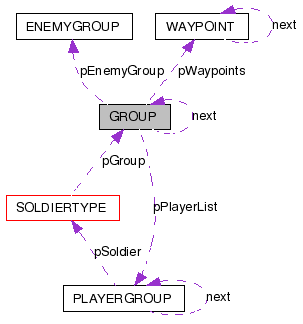 ENEMYGROUP
WAYPOINT
next
pEnemyGroup
pWaypoints
GROUP
next
pGroup
SOLDIERTYPE
pPlayerList
pSoldier
PLAYERGROUP
next